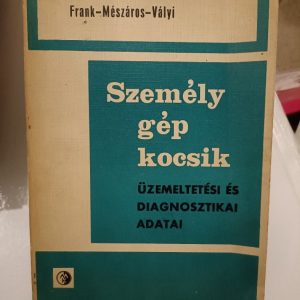 Frank–Mészáros–Vályi
Személy
gép
kocsik
ÜZEMELTETÉSI ÉS
DIAGNOSZTIKAI
ADATAI